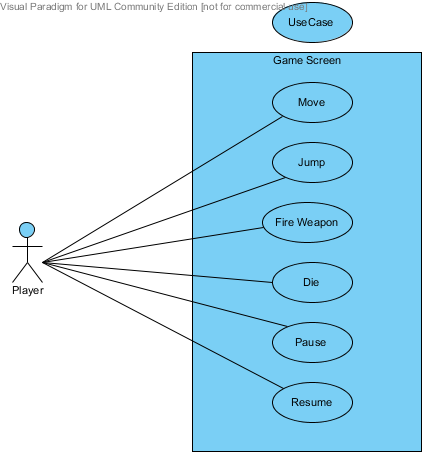 Visual Paradigm for UML Community Edition [not for commercial use]
UseCase
Game Screen
Move
Jump
Fire Weapon
Die
Player
Pause
Resume